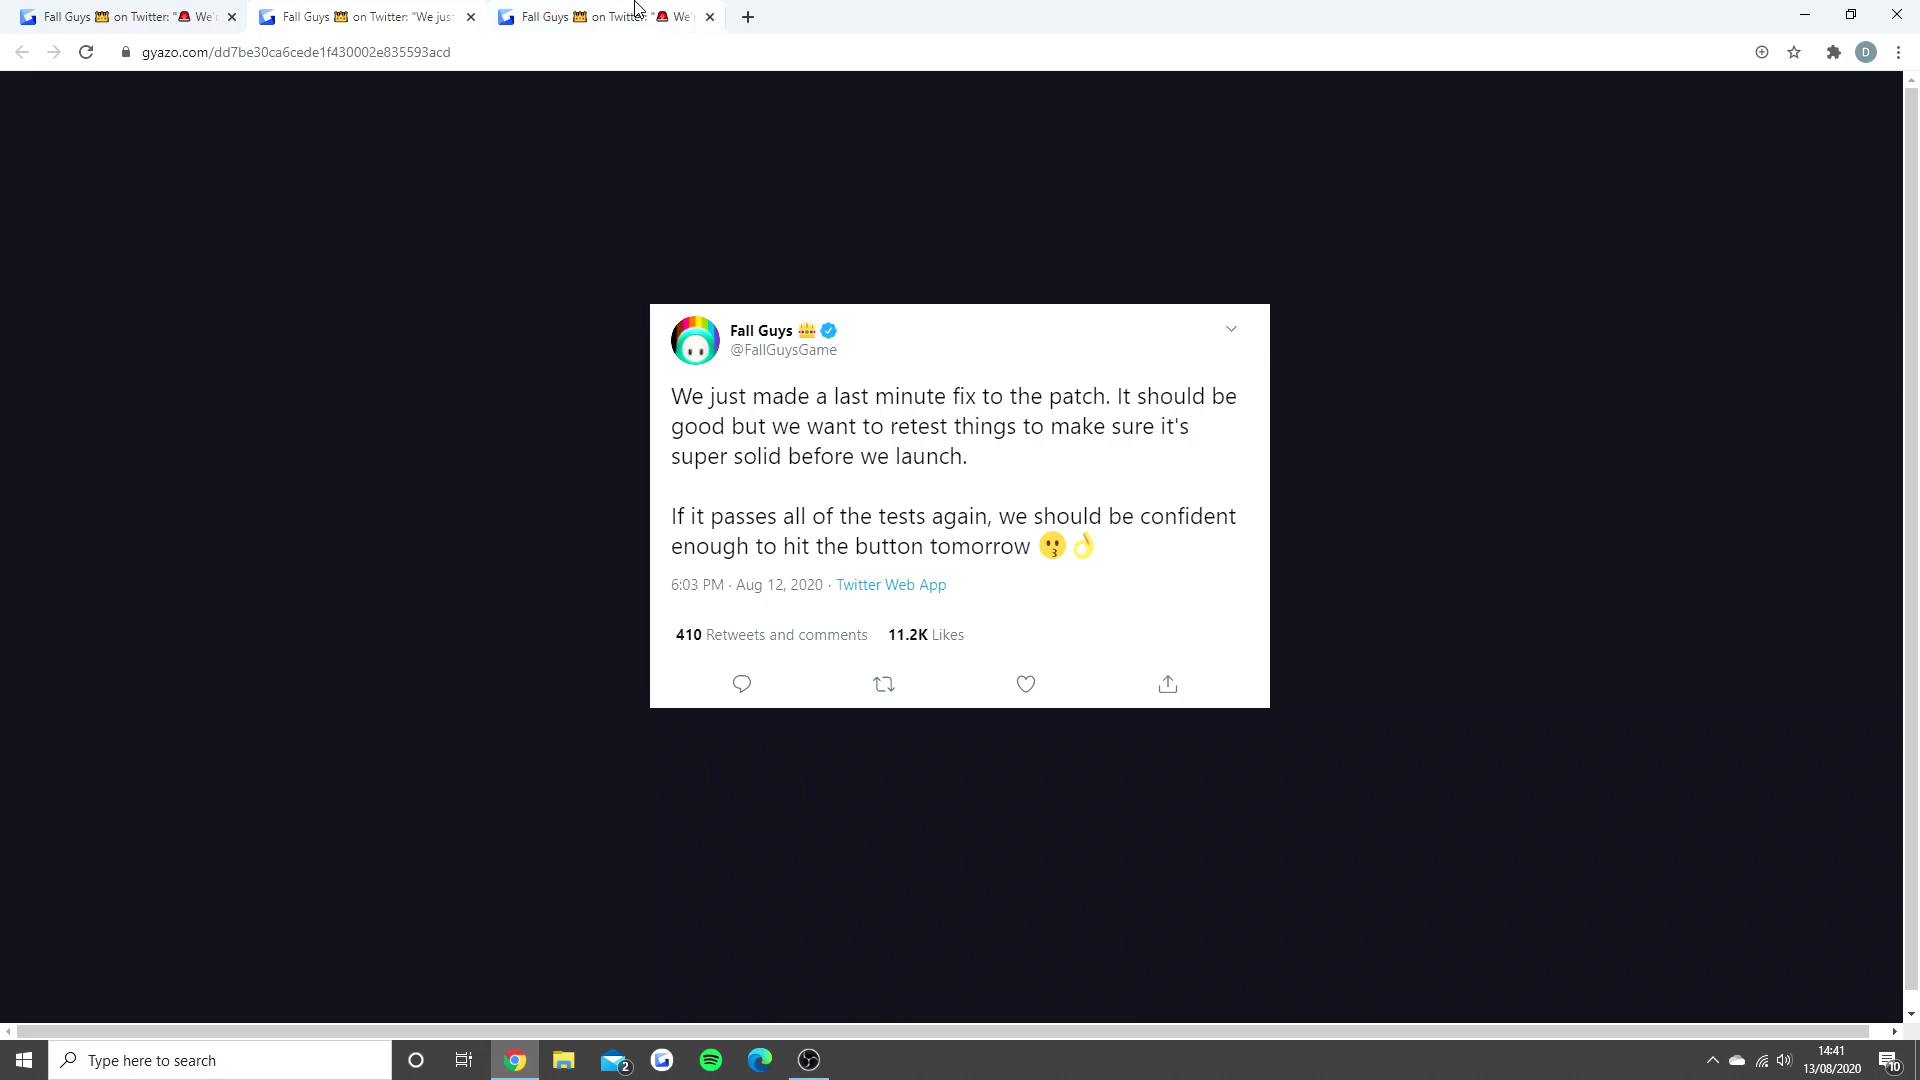 Fall Guys 👑 on Twitter: "🚨 We'
Fall Guys 👑 on Twitter: "We just
Fall Guys 👑 on Twitter: "🚨 We'
gyazo.com/dd7be30ca6cede1f430002e835593acd
D
Fall Guys 👑
@FallGuysGame
We just made a last minute fix to the patch. It should be
good but we want to retest things to make sure it's
super solid before we launch.
If it passes all of the tests again, we should be confident
enough to hit the button tomorrow 😗👌
6:03 PM · Aug 12, 2020 · Twitter Web App
410 Retweets and comments 11.2K Likes
Type here to search
2
14:41
13/08/2020
10